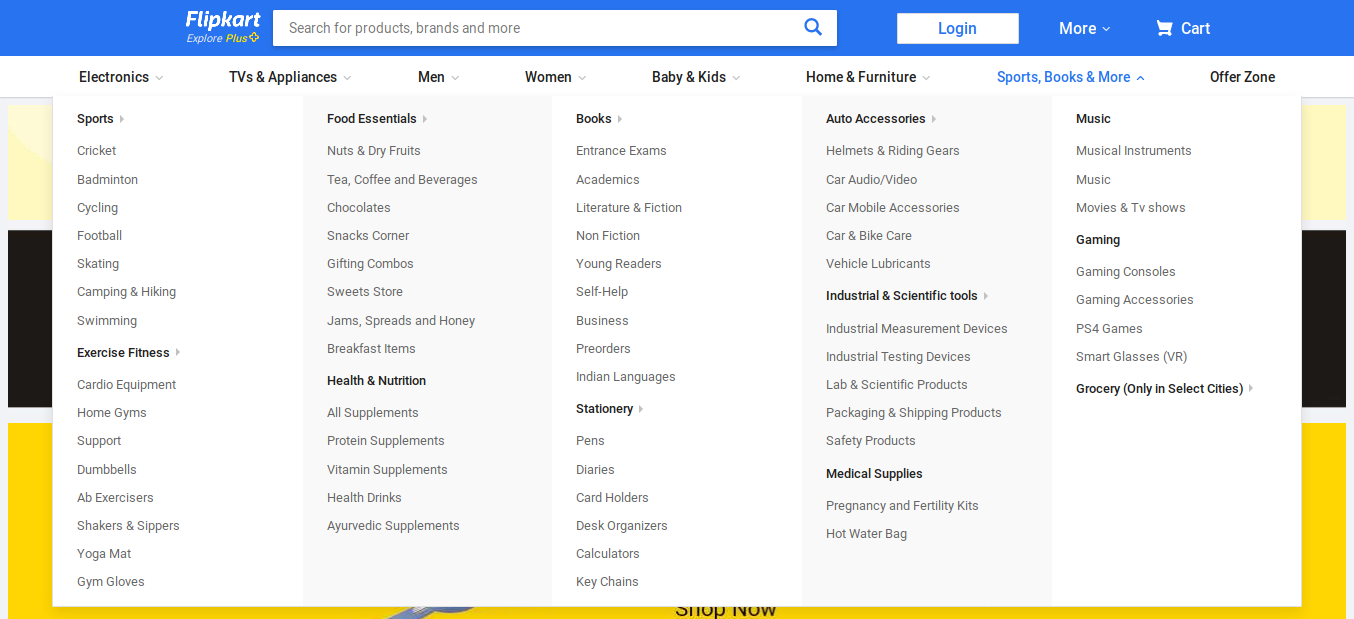 Flipkart
Explore Plus
Search for products, brands and more
Login
More
Cart
Electronics
TVs & Appliances
Men
Women
Baby & Kids
Home & Furniture
Sports, Books & More
Offer Zone
Sports
Cricket
Badminton
Cycling
Football
Skating
Camping & Hiking
Swimming
Exercise Fitness
Cardio Equipment
Home Gyms
Support
Dumbbells
Ab Exercisers
Shakers & Sippers
Yoga Mat
Gym Gloves
Food Essentials
Nuts & Dry Fruits
Tea, Coffee and Beverages
Chocolates
Snacks Corner
Gifting Combos
Sweets Store
Jams, Spreads and Honey
Breakfast Items
Health & Nutrition
All Supplements
Protein Supplements
Vitamin Supplements
Health Drinks
Ayurvedic Supplements
Books
Entrance Exams
Academics
Literature & Fiction
Non Fiction
Young Readers
Self-Help
Business
Preorders
Indian Languages
Stationery
Pens
Diaries
Card Holders
Desk Organizers
Calculators
Key Chains
Auto Accessories
Helmets & Riding Gears
Car Audio/Video
Car Mobile Accessories
Car & Bike Care
Vehicle Lubricants
Industrial & Scientific tools
Industrial Measurement Devices
Industrial Testing Devices
Lab & Scientific Products
Packaging & Shipping Products
Safety Products
Medical Supplies
Pregnancy and Fertility Kits
Hot Water Bag
Music
Musical Instruments
Music
Movies & Tv shows
Gaming
Gaming Consoles
Gaming Accessories
PS4 Games
Smart Glasses (VR)
Grocery (Only in Select Cities)
Shop Now